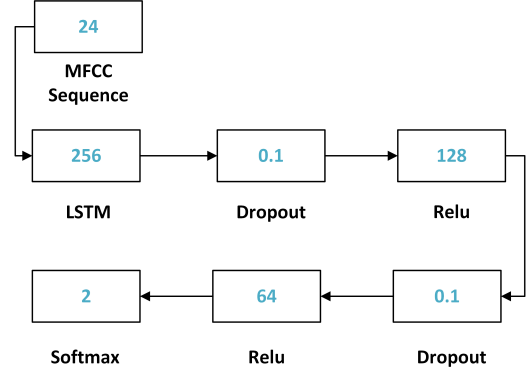 24
MFCC
Sequence
256
0.1
128
LSTM
Dropout
Relu
2
64
0.1
Softmax
Relu
Dropout